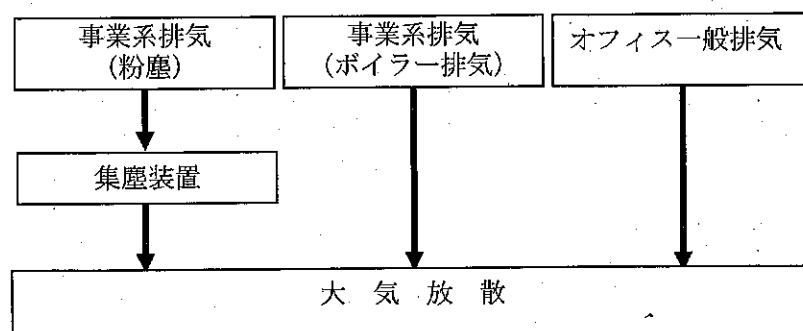 事業系排気
(粉塵)
事業系排気
(ボイラー排気)
オフィス一般排気
集塵装置
大気放散